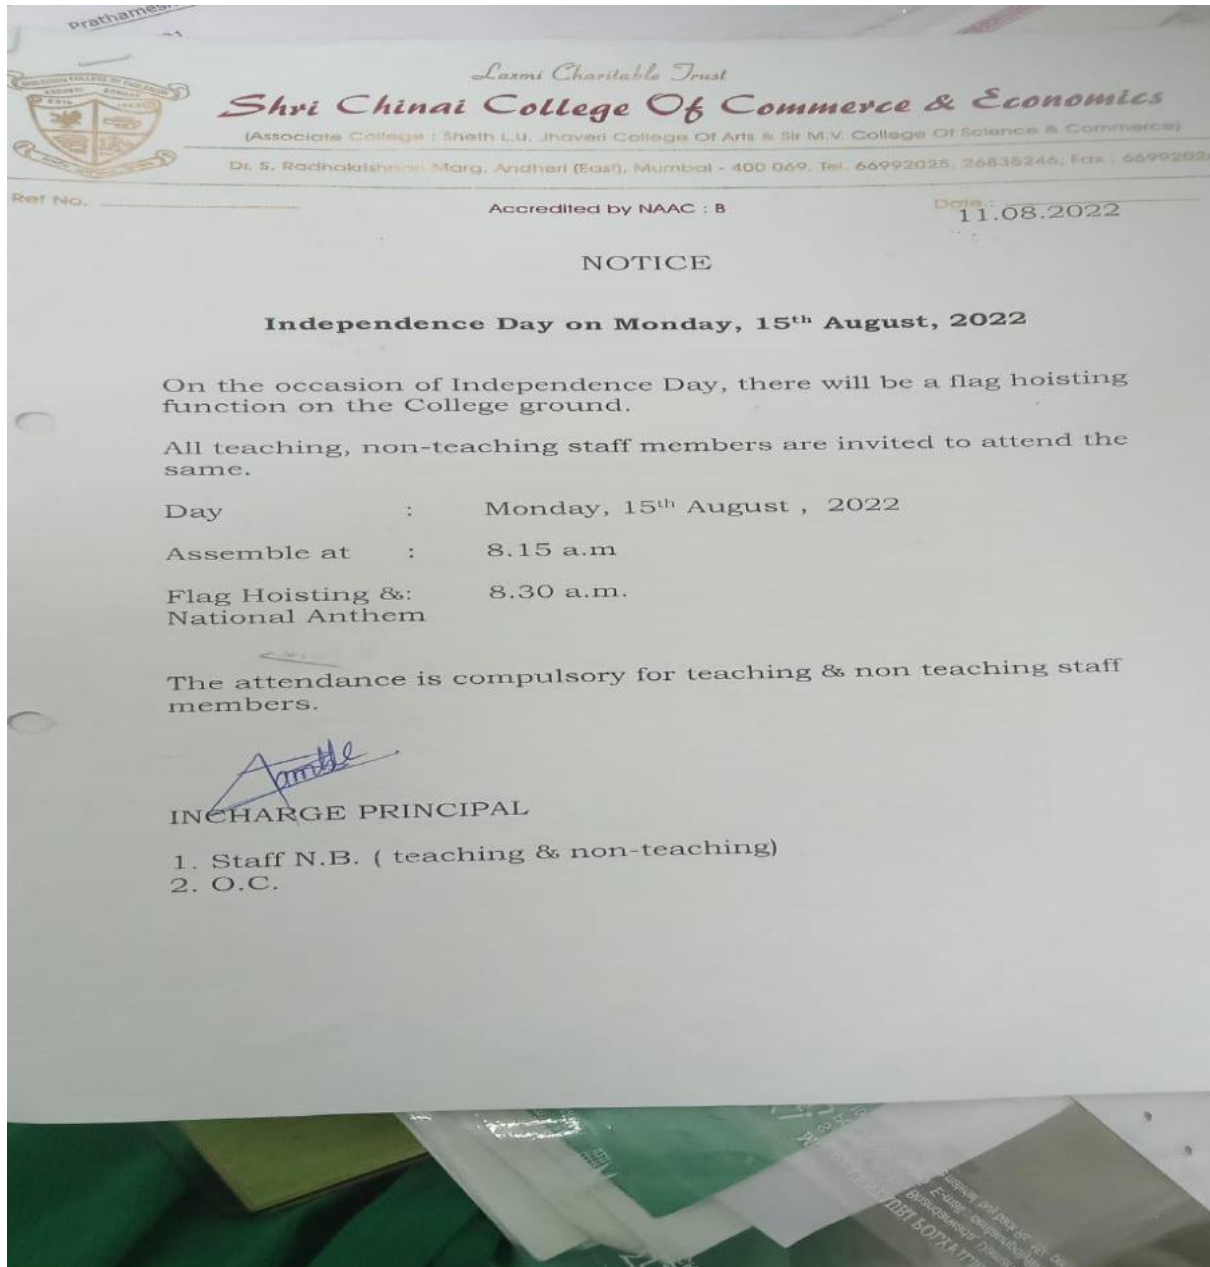 Laxmi Charitable Trust
Shri Chinai College Of Commerce & Economics
(Associate College : Sheth L.U. Jhaveri College Of Arts & Sir M.V. College Of Science & Commerce)
Dr. S. Radhakrishnan Marg, Andheri (East), Mumbai - 400 069. Tel. 66992025, 26835246, Fax :
Ref No.
Accredited by NAAC : B
Date :
11.08.2022
NOTICE
Independence Day on Monday, 15th August, 2022
On the occasion of Independence Day, there will be a flag hoisting
function on the College ground.
All teaching, non-teaching staff members are invited to attend the
same.
Day : Monday, 15th August , 2022
Assemble at : 8.15 a.m
Flag Hoisting &: 8.30 a.m.
National Anthem
The attendance is compulsory for teaching & non teaching staff
members.
INCHARGE PRINCIPAL
1. Staff N.B. ( teaching & non-teaching)
2. O.C.